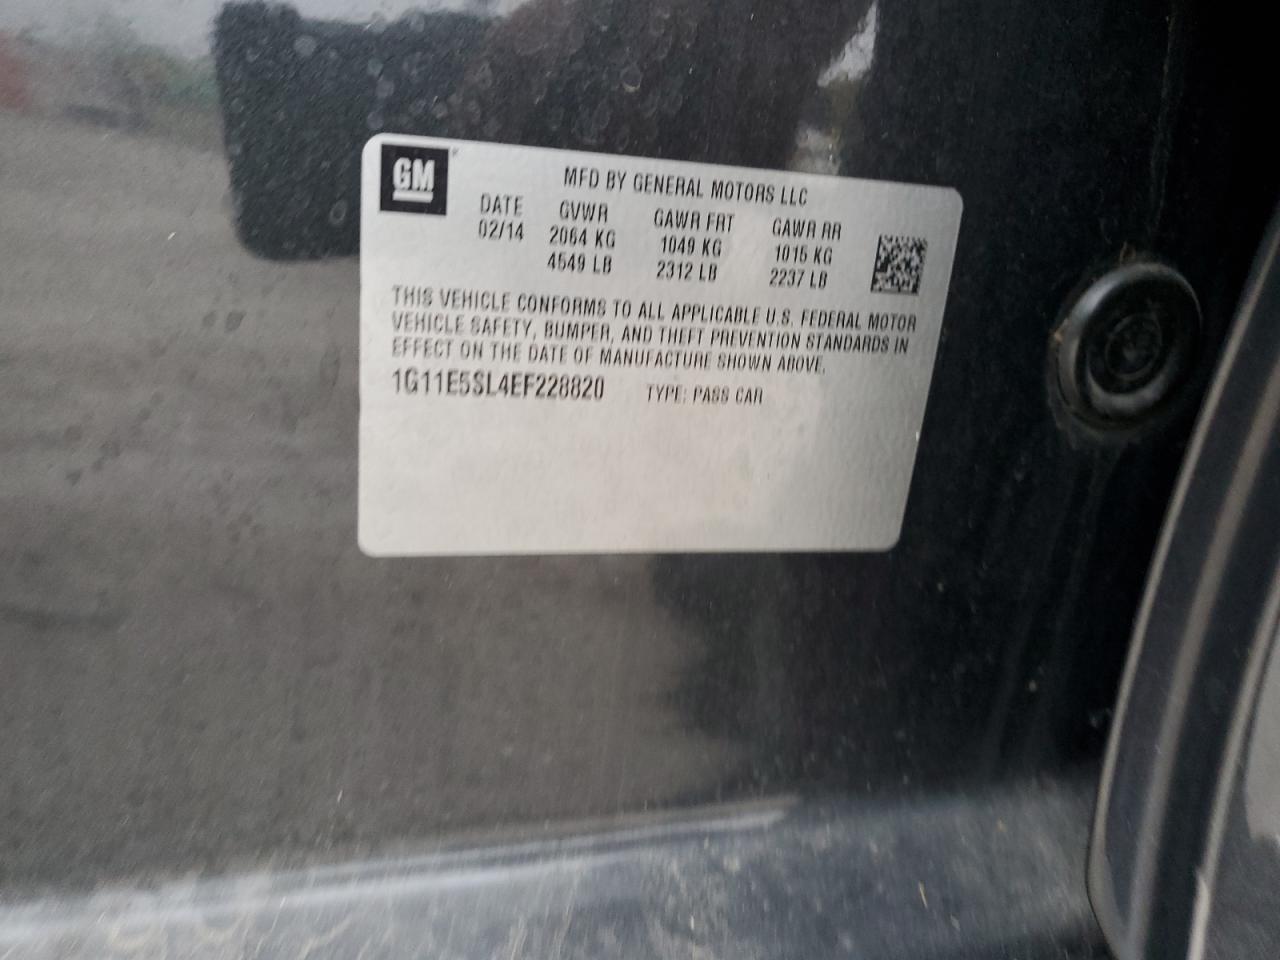 GM
MFD BY GENERAL MOTORS LLC
DATE GVWR GAWR FRT GAWR RR
02/14 2064 KG 1049 KG 1015 KG
4549 LB 2312 LB 2237 LB
THIS VEHICLE CONFORMS TO ALL APPLICABLE U.S. FEDERAL MOTOR
VEHICLE SAFETY, BUMPER, AND THEFT PREVENTION STANDARDS IN
EFFECT ON THE DATE OF MANUFACTURE SHOWN ABOVE.
1G11E5SL4EF228820 TYPE: PASS CAR